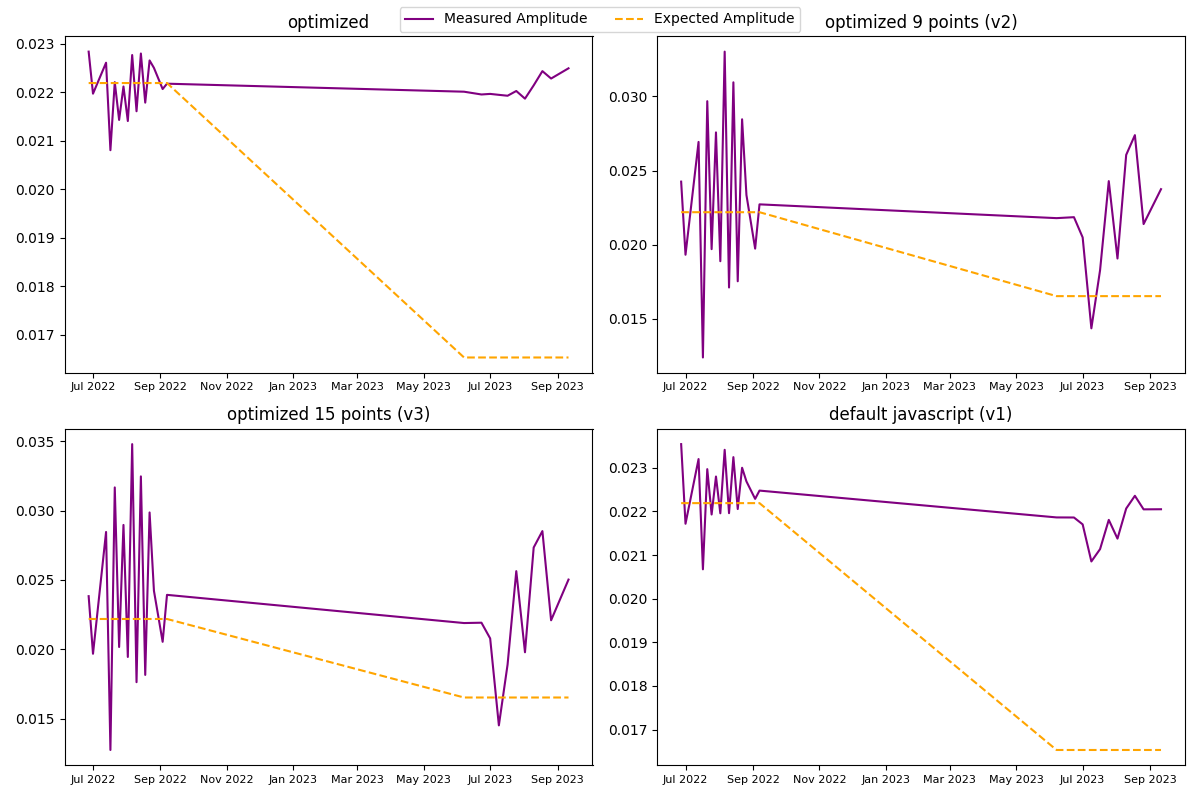 Measured Amplitude Expected Amplitude
optimized
0.023
0.022
0.021
0.020
0.019
0.018
0.017
Jul 2022 Sep 2022 Nov 2022 Jan 2023 Mar 2023 May 2023 Jul 2023 Sep 2023
optimized 9 points (v2)
0.030
0.025
0.020
0.015
Jul 2022 Sep 2022 Nov 2022 Jan 2023 Mar 2023 May 2023 Jul 2023 Sep 2023
optimized 15 points (v3)
0.035
0.030
0.025
0.020
0.015
Jul 2022 Sep 2022 Nov 2022 Jan 2023 Mar 2023 May 2023 Jul 2023 Sep 2023
default javascript (v1)
0.023
0.022
0.021
0.020
0.019
0.018
0.017
Jul 2022 Sep 2022 Nov 2022 Jan 2023 Mar 2023 May 2023 Jul 2023 Sep 2023